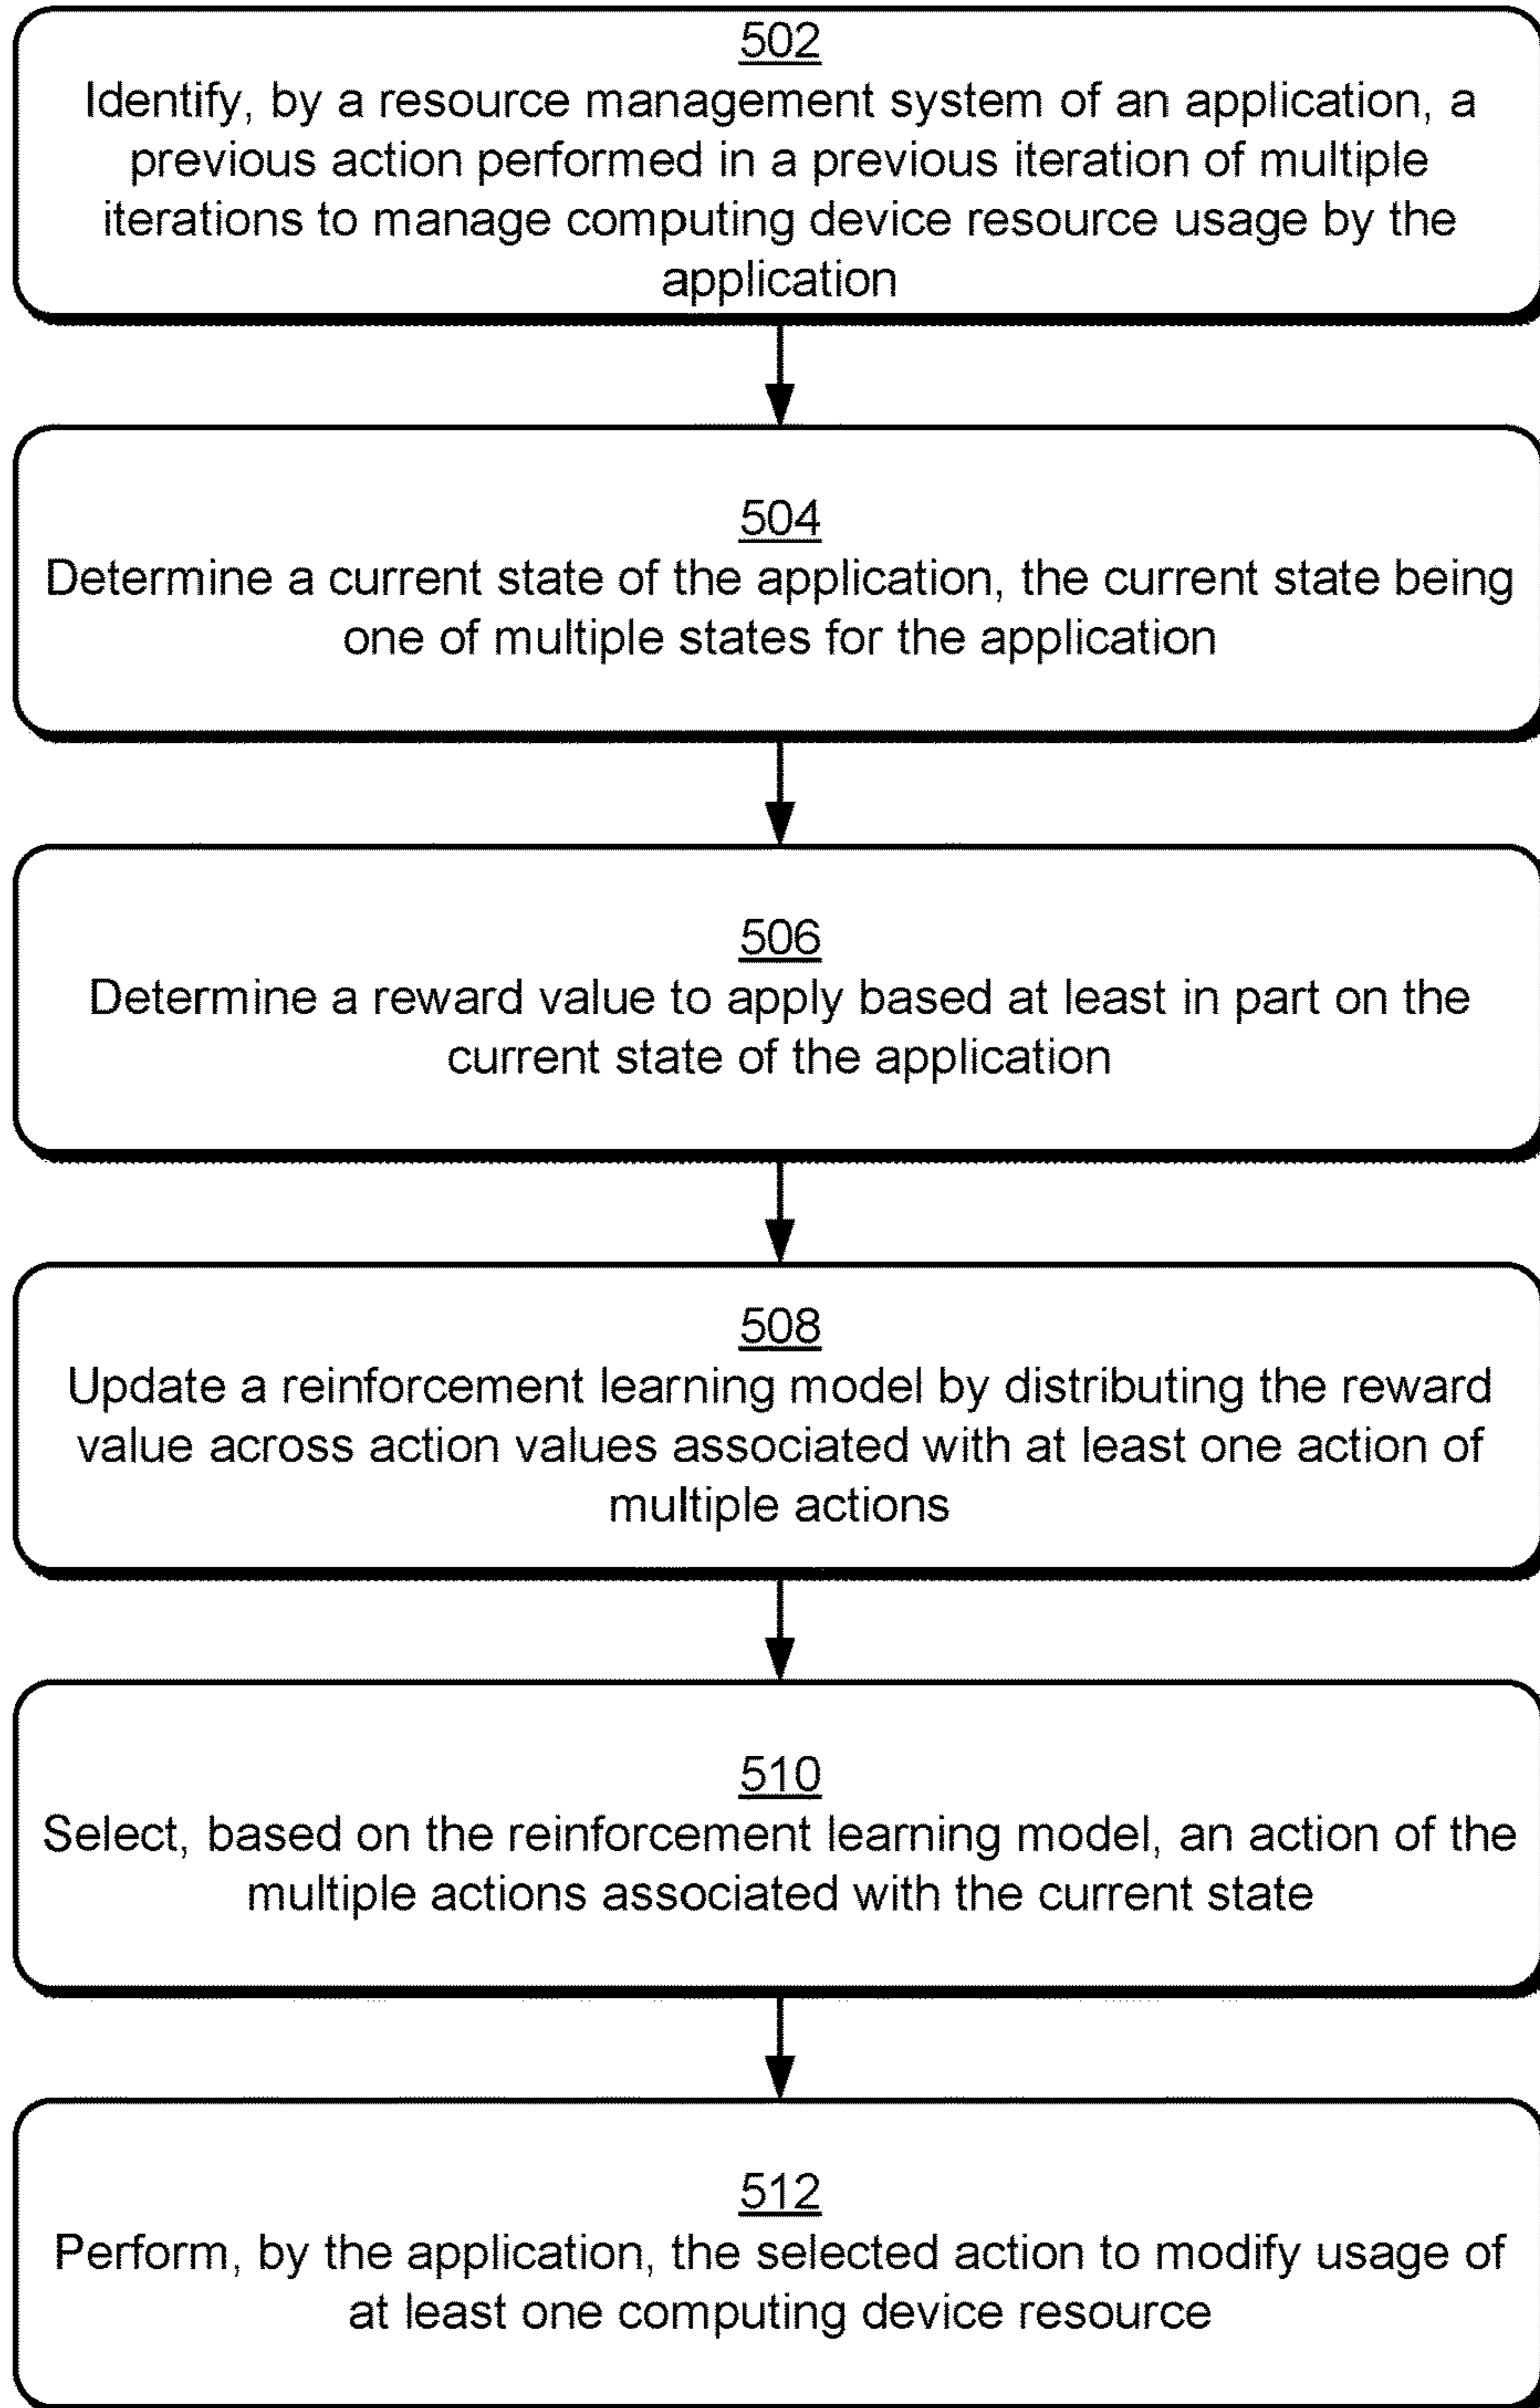 502
Identify, by a resource management system of an application, a
previous action performed in a previous iteration of multiple
iterations to manage computing device resource usage by the
application
504
Determine a current state of the application, the current state being
one of multiple states for the application
506
Determine a reward value to apply based at least in part on the
current state of the application
508
Update a reinforcement learning model by distributing the reward
value across action values associated with at least one action of
multiple actions
510
Select, based on the reinforcement learning model, an action of the
multiple actions associated with the current state
512
Perform, by the application, the selected action to modify usage of
at least one computing device resource